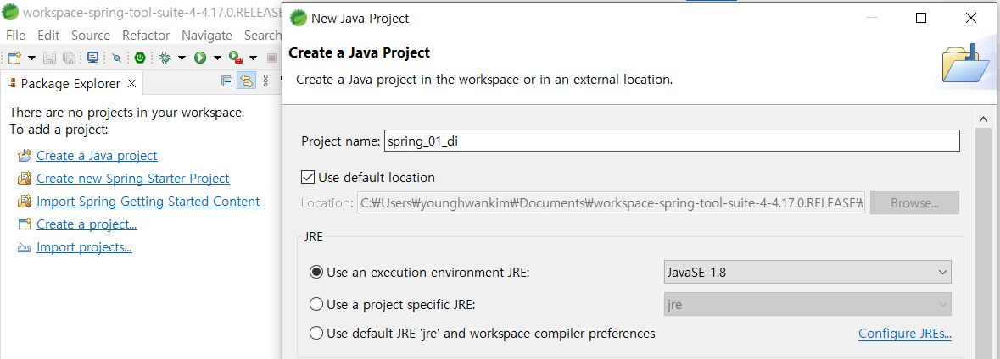 workspace-spring-tool-suite-4-4.17.0.RELEASE
File Edit Source Refactor Navigate Search
Package Explorer
There are no projects in your workspace.
To add a project:
Create a Java project
Create new Spring Starter Project
Import Spring Getting Started Content
Create a project...
Import projects...
New Java Project
Create a Java Project
Create a Java project in the workspace or in an external location.
Project name: spring_01_di
Use default location
Location: C:₩Users₩younghwankim₩Documents₩workspace-spring-tool-suite-4-4.17.0.RELEASE₩ Browse...
JRE
Use an execution environment JRE: JavaSE-1.8
Use a project specific JRE: jre
Use default JRE 'jre' and workspace compiler preferences Configure JREs...